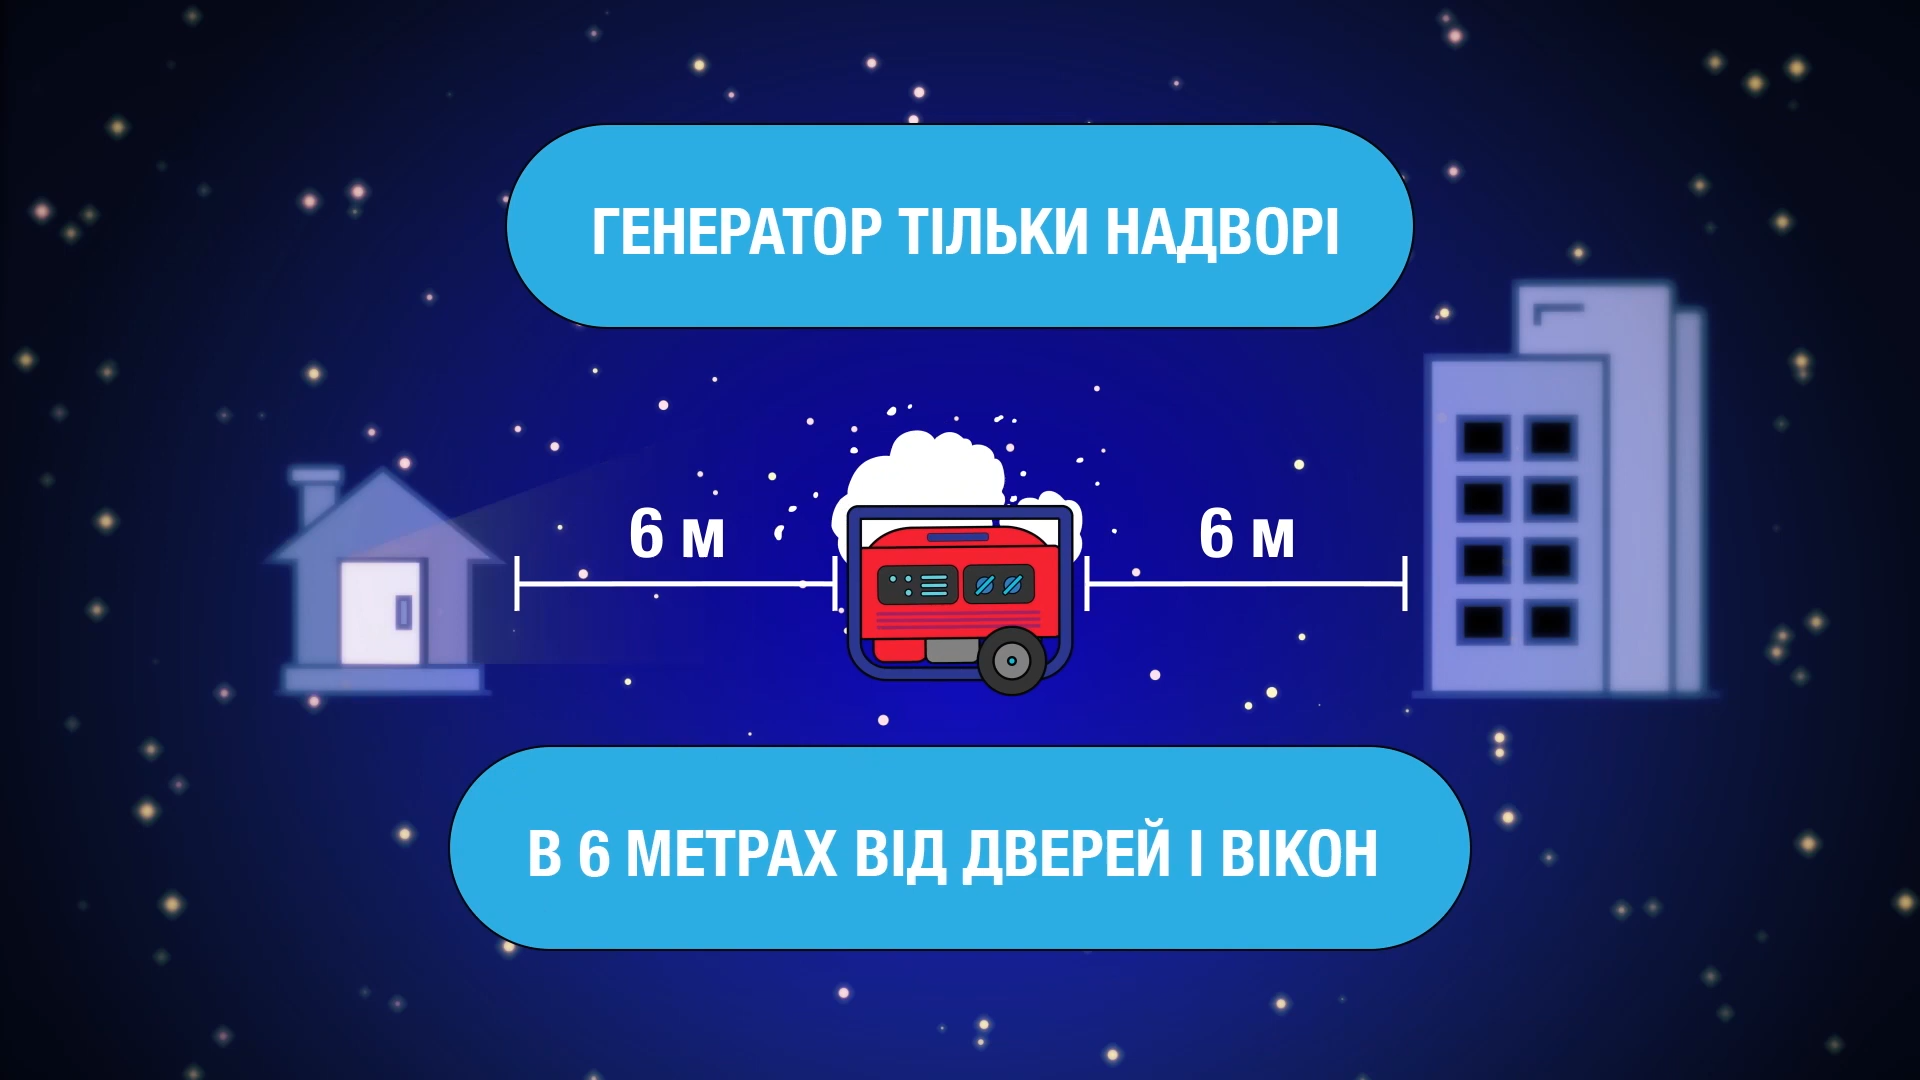 ГЕНЕРАТОР ТІЛЬКИ НАДВОРІ
6 м
6 м
В 6 МЕТРАХ ВІД ДВЕРЕЙ І ВІКОН